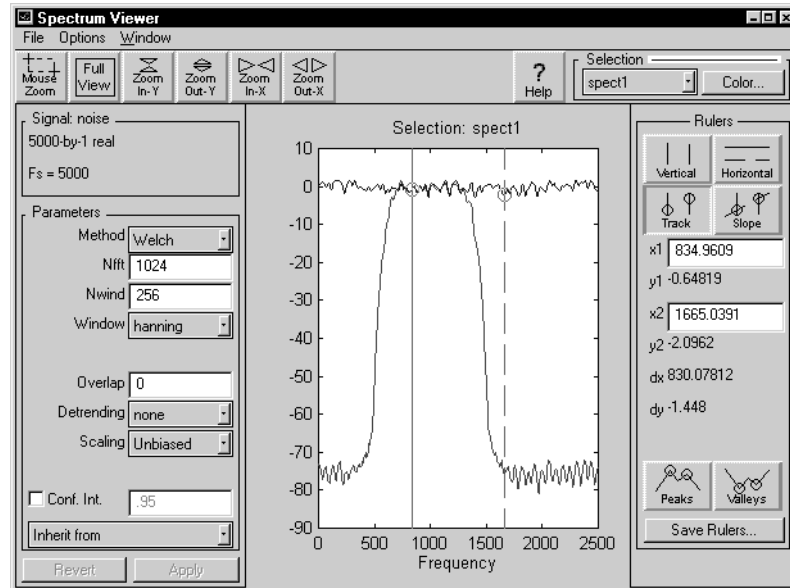 Spectrum Viewer
File Options Window
Mouse Zoom
Full View
Zoom In-Y
Zoom Out-Y
Zoom In-X
Zoom Out-X
? Help
Selection
spect1
Color...
Signal: noise
5000-by-1 real
Fs = 5000
Parameters
Method Welch
Nfft 1024
Nwind 256
Window hanning
Overlap 0
Detrending none
Scaling Unbiased
Conf. Int. .95
Inherit from
Revert Apply
Selection: spect1
10
0
-10
-20
-30
-40
-50
-60
-70
-80
-90
0 500 1000 1500 2000 2500
Frequency
Rulers
Vertical Horizontal
Track Slope
x1 834.9609
y1 -0.64819
x2 1665.0391
y2 -2.0962
dx 830.07812
dy -1.448
Peaks Valleys
Save Rulers...